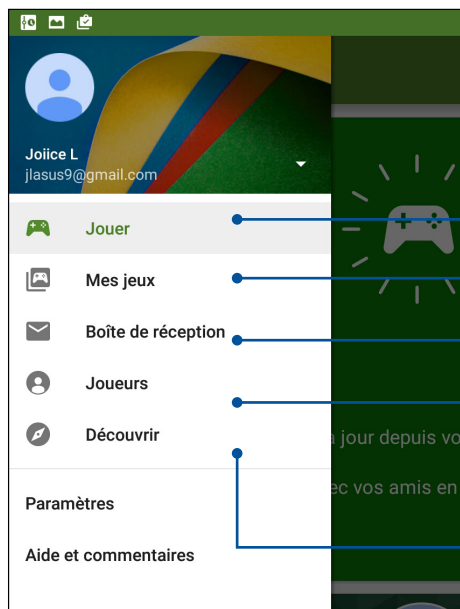 Joiice L
jlasus9@gmail.com
Jouer
Mes jeux
Boîte de réception
Joueurs
Découvrir
à jour depuis vo
ec vos amis en
Paramètres
Aide et commentaires